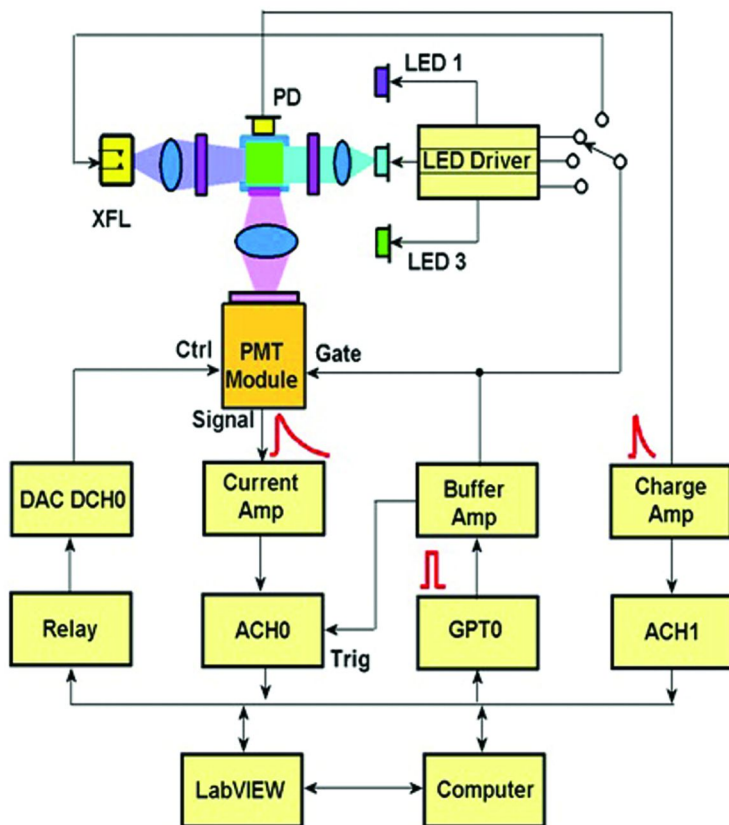 LED 1
PD
LED Driver
XFL
LED 3
Ctrl
PMT
Module
Gate
Signal
DAC DCH0
Current
Amp
Buffer
Amp
Charge
Amp
Relay
ACH0
Trig
GPT0
ACH1
LabVIEW
Computer